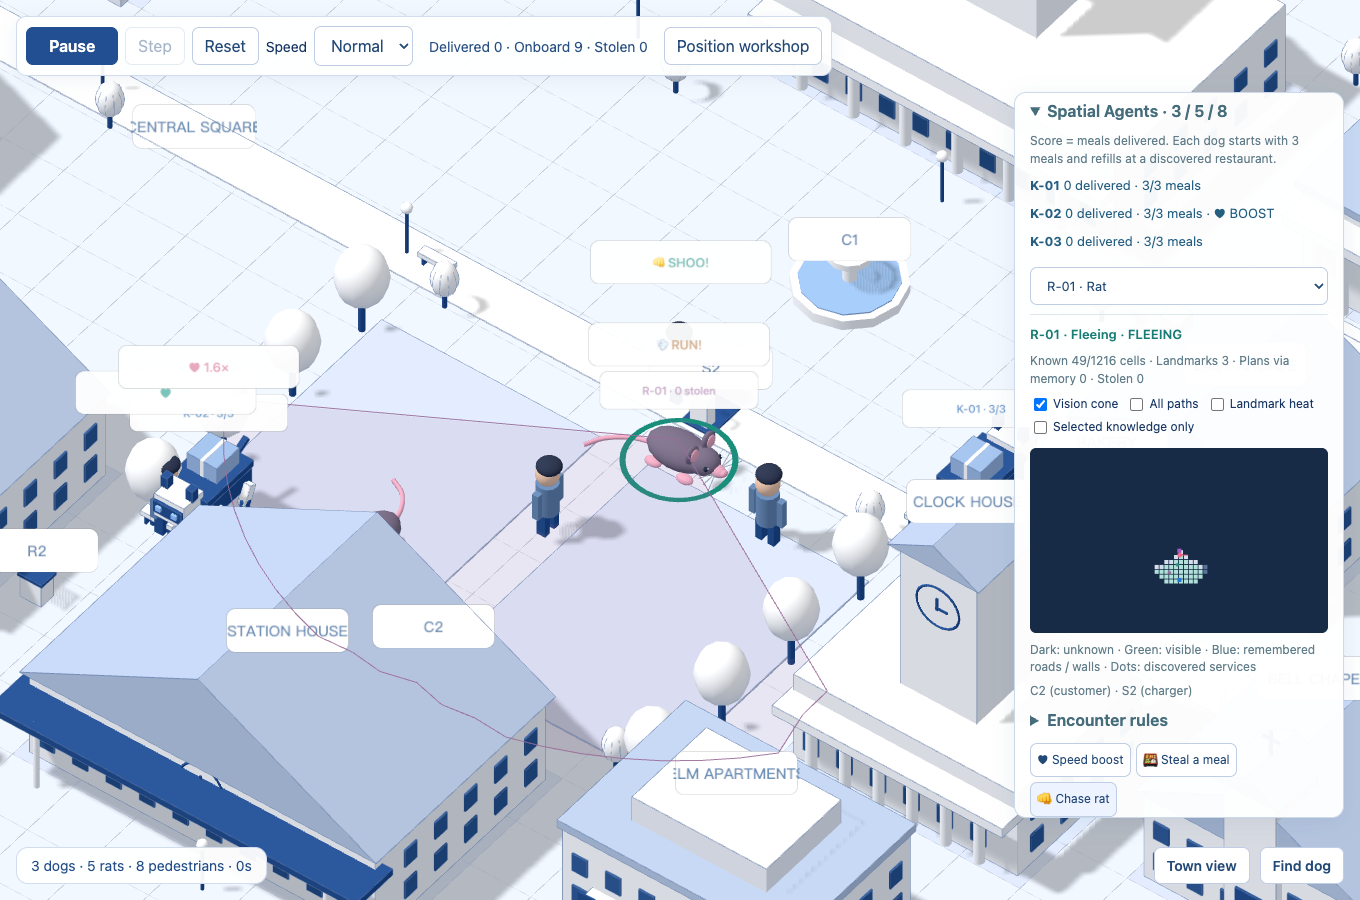 Pause
Step
Reset
Speed
Normal
Delivered 0 · Onboard 9 · Stolen 0
Position workshop
CENTRAL SQUARE
C1
👊 SHOO!
💨 RUN!
S2
R-01 · 0 stolen
♥ 1.6×
♥
K-02 · 3/3
K-01 · 3/3
CLOCK HOUS
R2
STATION HOUSE
C2
ELM APARTMENTS
▼ Spatial Agents · 3 / 5 / 8
Score = meals delivered. Each dog starts with 3
meals and refills at a discovered restaurant.
K-01 0 delivered · 3/3 meals
K-02 0 delivered · 3/3 meals · ♥ BOOST
K-03 0 delivered · 3/3 meals
R-01 · Rat
R-01 · Fleeing · FLEEING
Known 49/1216 cells · Landmarks 3 · Plans via
memory 0 · Stolen 0
Vision cone
All paths
Landmark heat
Selected knowledge only
Dark: unknown · Green: visible · Blue: remembered
roads / walls · Dots: discovered services
C2 (customer) · S2 (charger)
▶ Encounter rules
♥ Speed boost
🍱 Steal a meal
👊 Chase rat
3 dogs · 5 rats · 8 pedestrians · 0s
Town view
Find dog